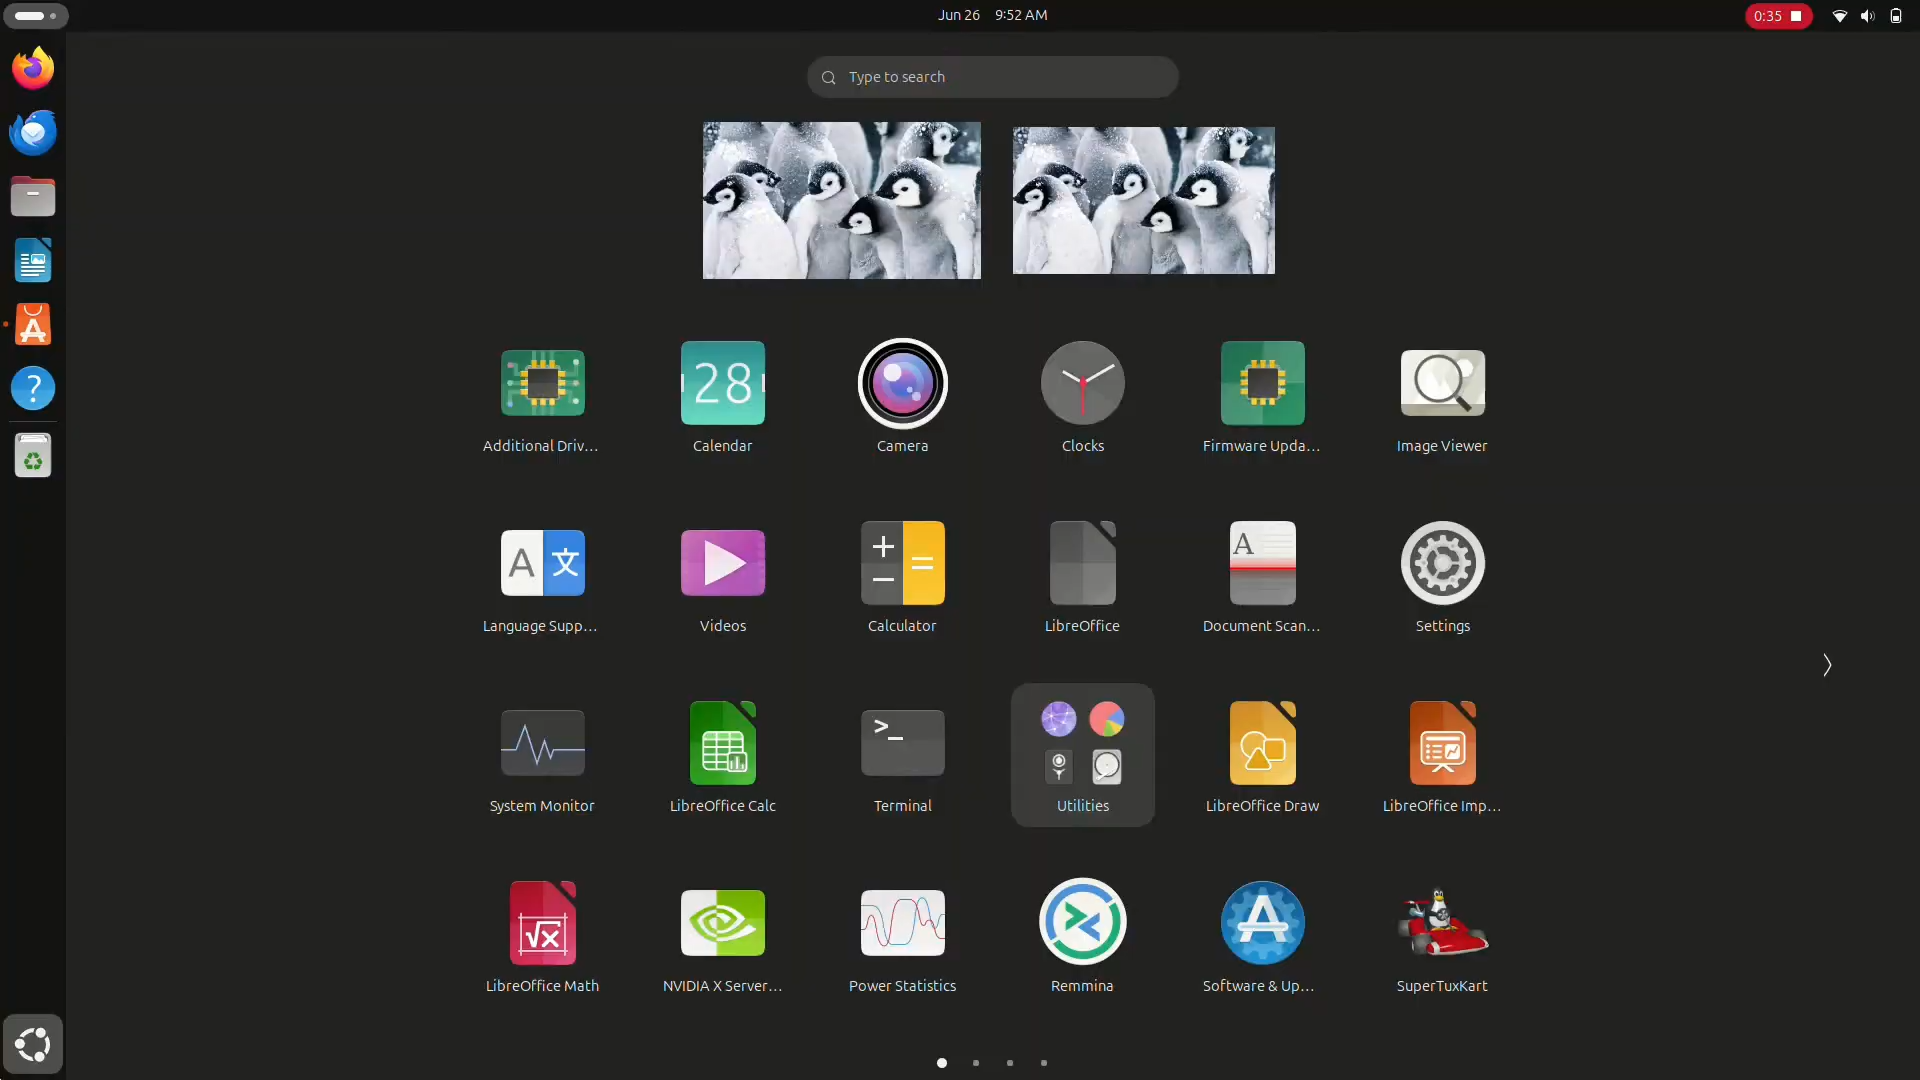 Jun 26 9:52 AM
0:35
Type to search
Additional Driv...
28
Calendar
Camera
Clocks
Firmware Upda...
Image Viewer
A 文
A
Language Supp...
Videos
Calculator
LibreOffice
Document Scan...
Settings
>_
System Monitor
LibreOffice Calc
Terminal
Utilities
LibreOffice Draw
LibreOffice Imp...
√x
LibreOffice Math
NVIDIA X Server...
Power Statistics
Remmina
Software & Up...
SuperTuxKart